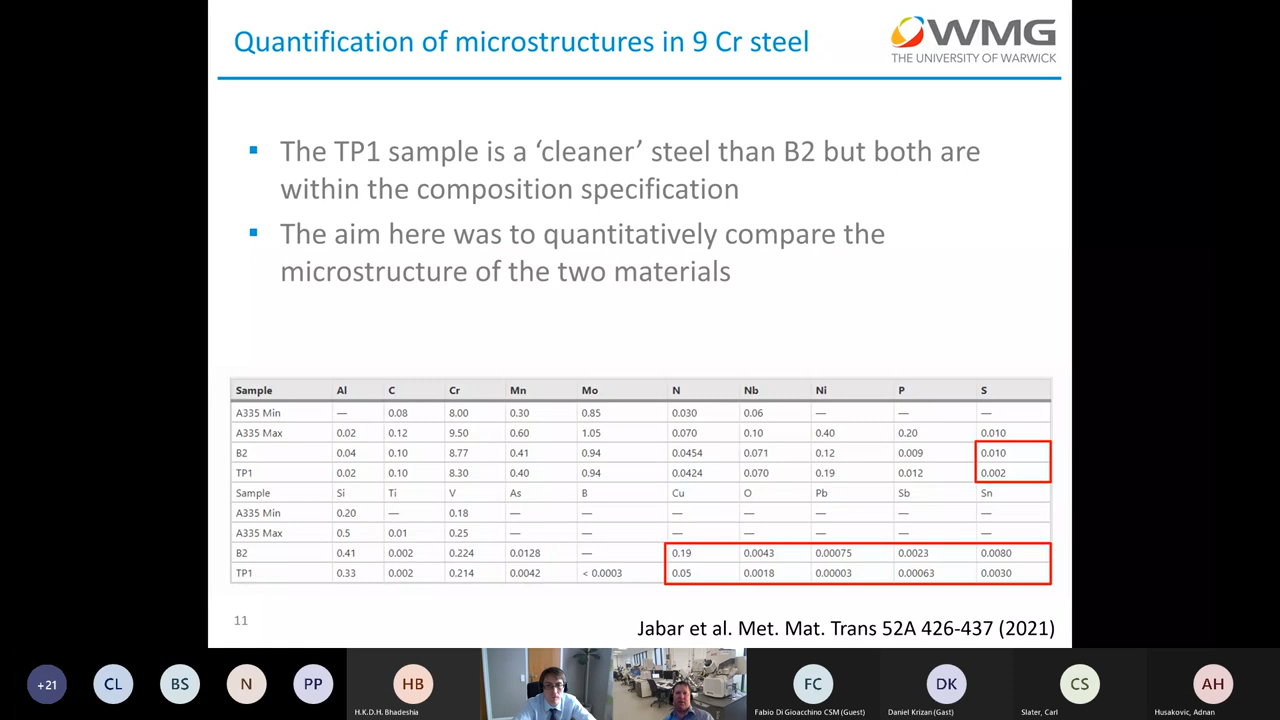 Quantification of microstructures in 9 Cr steel
WMG
THE UNIVERSITY OF WARWICK
▪ The TP1 sample is a ‘cleaner’ steel than B2 but both are
within the composition specification
▪ The aim here was to quantitatively compare the
microstructure of the two materials
Sample Al C Cr Mn Mo N Nb Ni P S
A335 Min — 0.08 8.00 0.30 0.85 0.030 0.06 — — —
A335 Max 0.02 0.12 9.50 0.60 1.05 0.070 0.10 0.40 0.20 0.010
B2 0.04 0.10 8.77 0.41 0.94 0.0454 0.071 0.12 0.009 0.010
TP1 0.02 0.10 8.30 0.40 0.94 0.0424 0.070 0.19 0.012 0.002
Sample Si Ti V As B Cu O Pb Sb Sn
A335 Min 0.20 — 0.18 — — — — — — —
A335 Max 0.5 0.01 0.25 — — — — — — —
B2 0.41 0.002 0.224 0.0128 — 0.19 0.0043 0.00075 0.0023 0.0080
TP1 0.33 0.002 0.214 0.0042 < 0.0003 0.05 0.0018 0.00003 0.00063 0.0030
11
Jabar et al. Met. Mat. Trans 52A 426-437 (2021)
+21 CL BS N PP HB FC DK CS AH
H.K.D.H. Bhadeshia Fabio Di Gioacchino CSM (Guest) Daniel Krizan (Gast) Slater, Carl Husakovic, Adnan